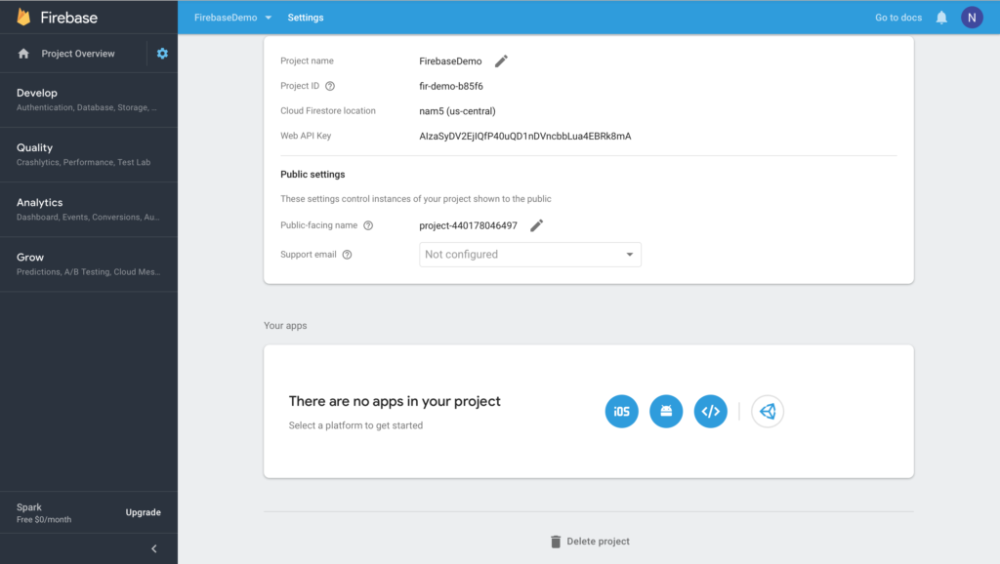 Firebase
FirebaseDemo
Settings
Go to docs
N
Project Overview
Develop
Authentication, Database, Storage, ...
Quality
Crashlytics, Performance, Test Lab
Analytics
Dashboard, Events, Conversions, Au...
Grow
Predictions, A/B Testing, Cloud Mes...
Spark
Free $0/month
Upgrade
Project name FirebaseDemo
Project ID fir-demo-b85f6
Cloud Firestore location nam5 (us-central)
Web API Key AIzaSyDV2EjIQfP40uQD1nDVncbbLua4EBRk8mA
Public settings
These settings control instances of your project shown to the public
Public-facing name project-440178046497
Support email Not configured
Your apps
There are no apps in your project
Select a platform to get started
iOS
Delete project